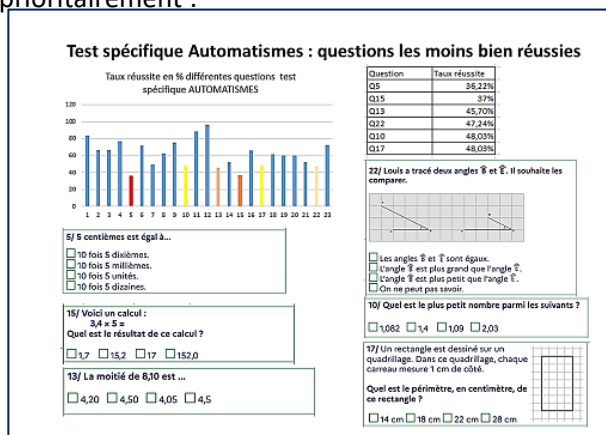 prioritairement :
Test spécifique Automatismes : questions les moins bien réussies
Taux réussite en % différentes questions test
spécifique AUTOMATISMES
120
100
80
60
40
20
0
1 2 3 4 5 6 7 8 9 10 11 12 13 14 15 16 17 18 19 20 21 22 23
Question Taux réussite
Q5 36,22%
Q15 37%
Q13 45,70%
Q22 47,24%
Q10 48,03%
Q17 48,03%
5/ 5 centièmes est égal à...
10 fois 5 dixièmes.
10 fois 5 millièmes.
10 fois 5 unités.
10 fois 5 dizaines.
15/ Voici un calcul :
3,4 x 5 =
Quel est le résultat de ce calcul ?
1,7 15,2 17 152,0
13/ La moitié de 8,10 est ...
4,20 4,50 4,05 4,5
22/ Louis a tracé deux angles et . Il souhaite les
comparer.
Les angles et sont égaux.
L'angle est plus grand que l'angle .
L'angle est plus petit que l'angle .
On ne peut pas savoir.
10/ Quel est le plus petit nombre parmi les suivants ?
1,082 1,4 1,09 2,03
17/ Un rectangle est dessiné sur un
quadrillage. Dans ce quadrillage, chaque
carreau mesure 1 cm de côté.
Quel est le périmètre, en centimètre, de
ce rectangle ?
14 cm 18 cm 22 cm 28 cm